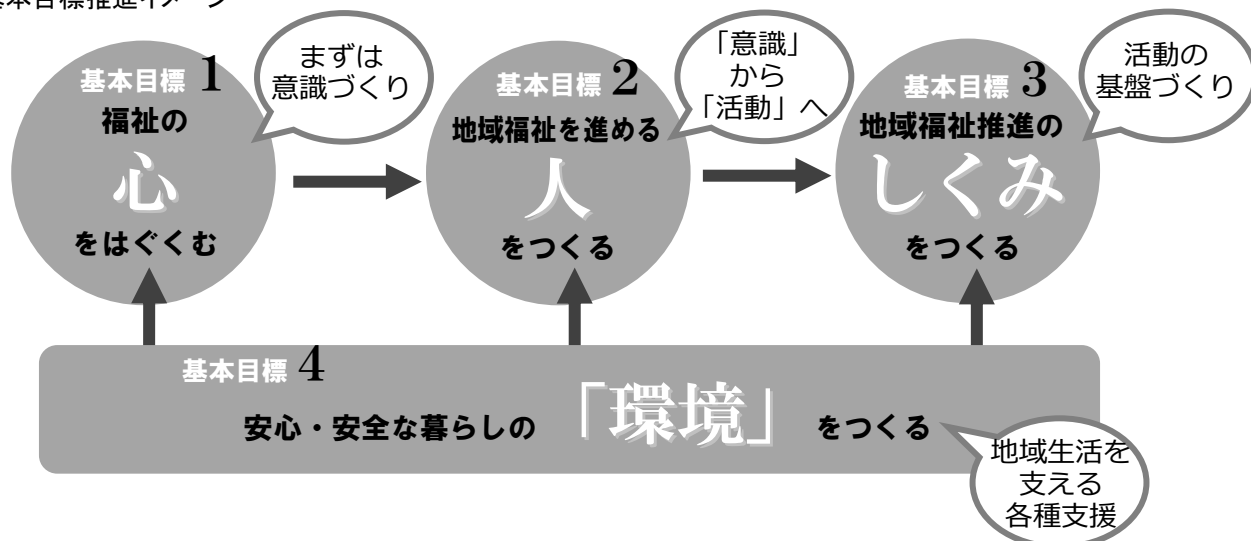 基本目標推進イメージ
基本目標 1
福祉の
心
をはぐくむ
まずは
意識づくり
基本目標 2
地域福祉を進める
人
をつくる
「意識」
から
「活動」へ
基本目標 3
地域福祉推進の
しくみ
をつくる
活動の
基盤づくり
基本目標 4
安心・安全な暮らしの「環境」をつくる
地域生活を
支える
各種支援